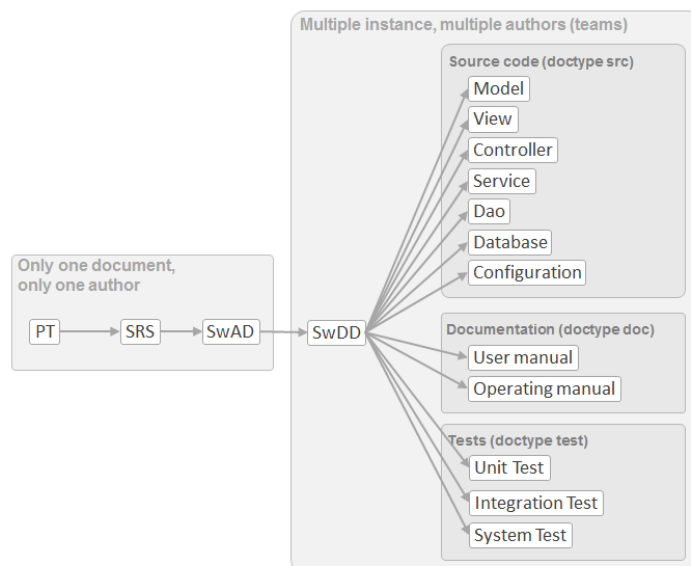 Multiple instance, multiple authors (teams)
Source code (doctype src)
Model
View
Controller
Service
Dao
Database
Configuration
Only one document,
only one author
PT
SRS
SwAD
SwDD
Documentation (doctype doc)
User manual
Operating manual
Tests (doctype test)
Unit Test
Integration Test
System Test